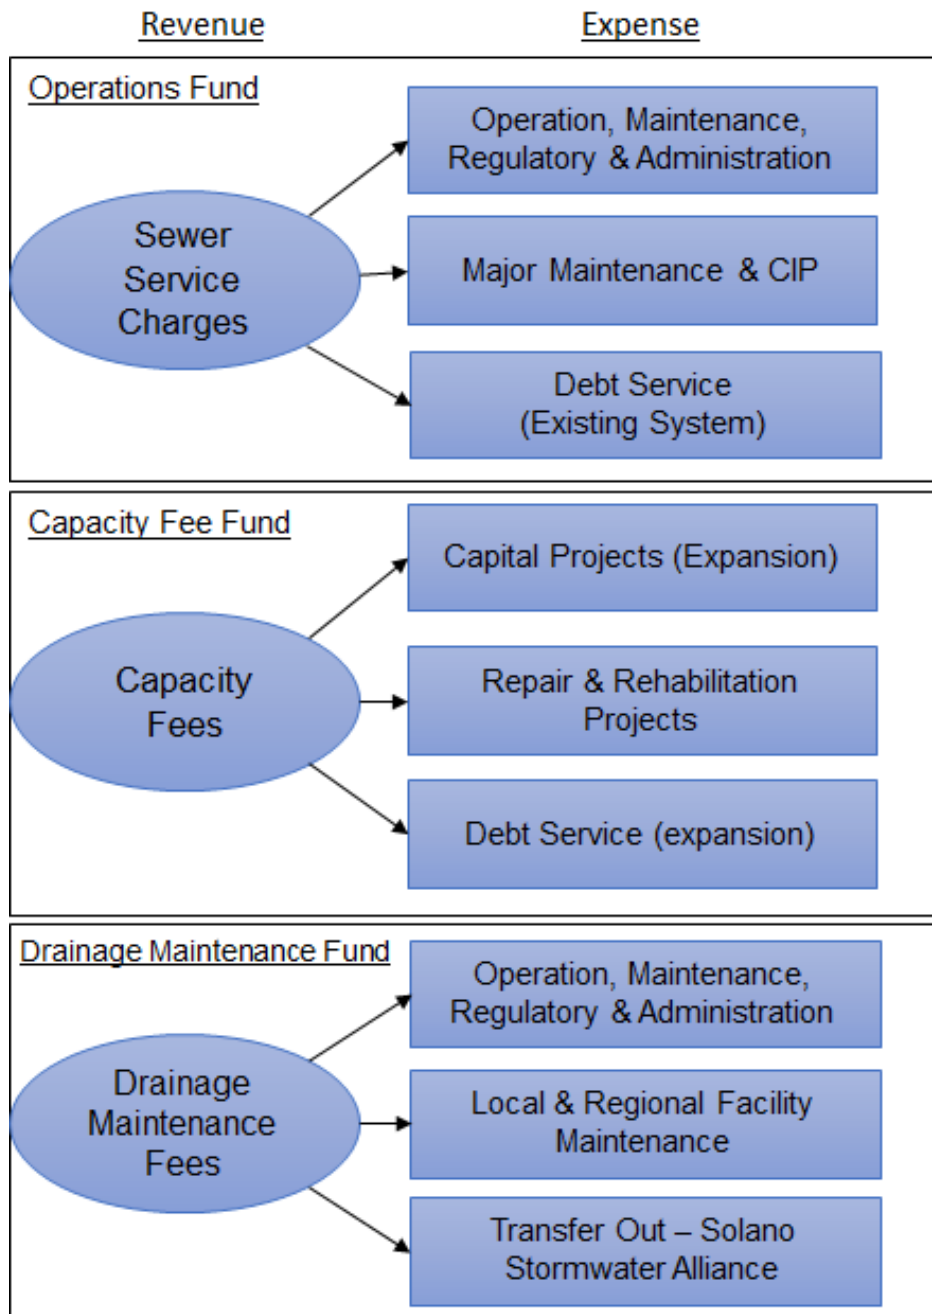 Revenue
Expense
Operations Fund
Sewer
Service
Charges
Operation, Maintenance,
Regulatory & Administration
Major Maintenance & CIP
Debt Service
(Existing System)
Capacity Fee Fund
Capacity
Fees
Capital Projects (Expansion)
Repair & Rehabilitation
Projects
Debt Service (expansion)
Drainage Maintenance Fund
Drainage
Maintenance
Fees
Operation, Maintenance,
Regulatory & Administration
Local & Regional Facility
Maintenance
Transfer Out – Solano
Stormwater Alliance